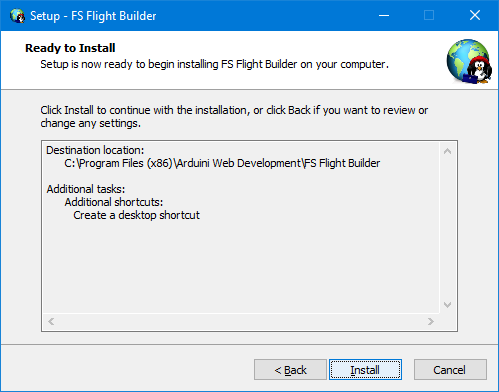 Setup - FS Flight Builder
Ready to Install
Setup is now ready to begin installing FS Flight Builder on your computer.
Click Install to continue with the installation, or click Back if you want to review or
change any settings.
Destination location:
C:\Program Files (x86)\Arduini Web Development\FS Flight Builder
Additional tasks:
Additional shortcuts:
Create a desktop shortcut
< Back
Install
Cancel